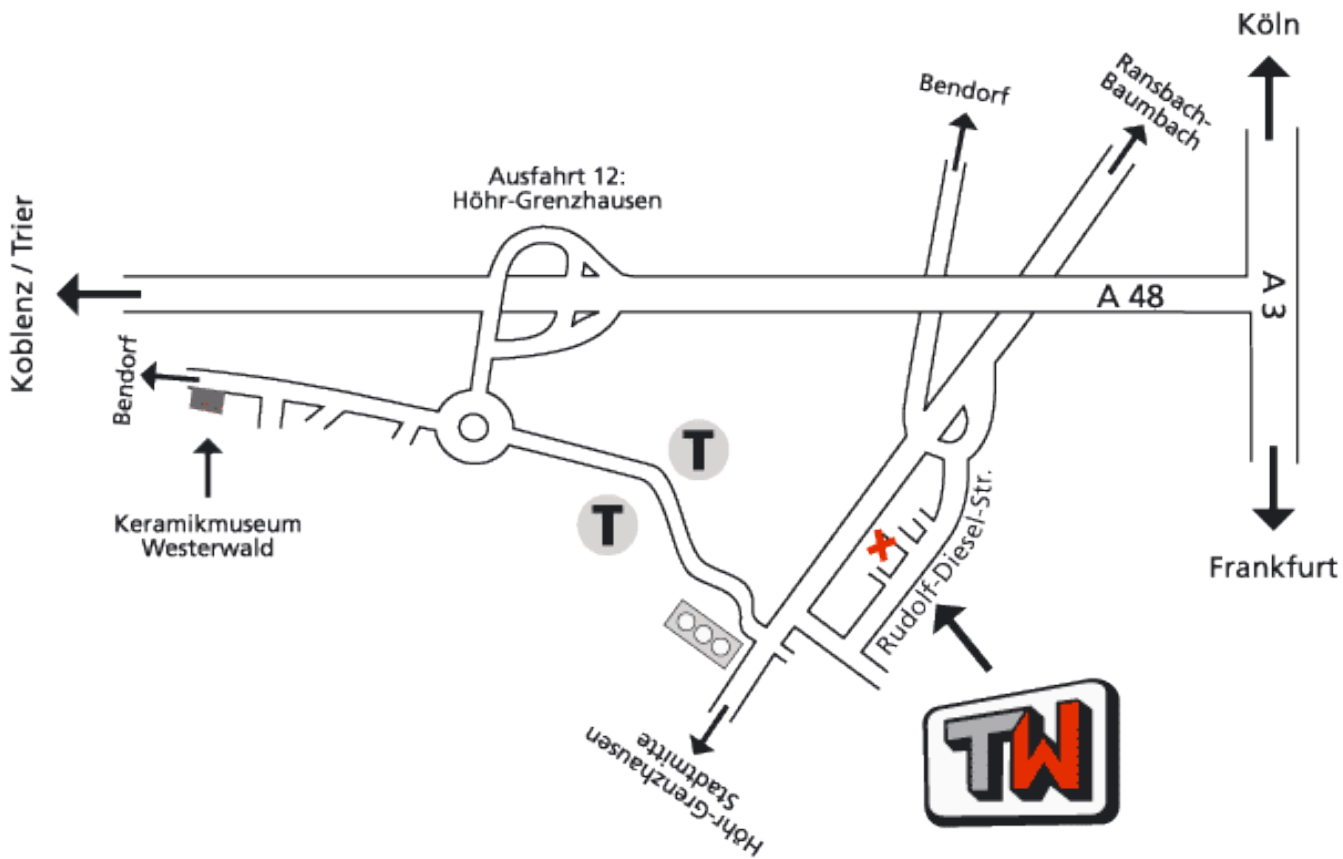 Köln
Bendorf
Ransbach-
Baumbach
Ausfahrt 12:
Höhr-Grenzhausen
Koblenz / Trier
A 48
A 3
Bendorf
T
T
Keramikmuseum
Westerwald
Rudolf-Diesel-Str.
Frankfurt
Höhr-Grenzhausen
Stadtmitte
TW